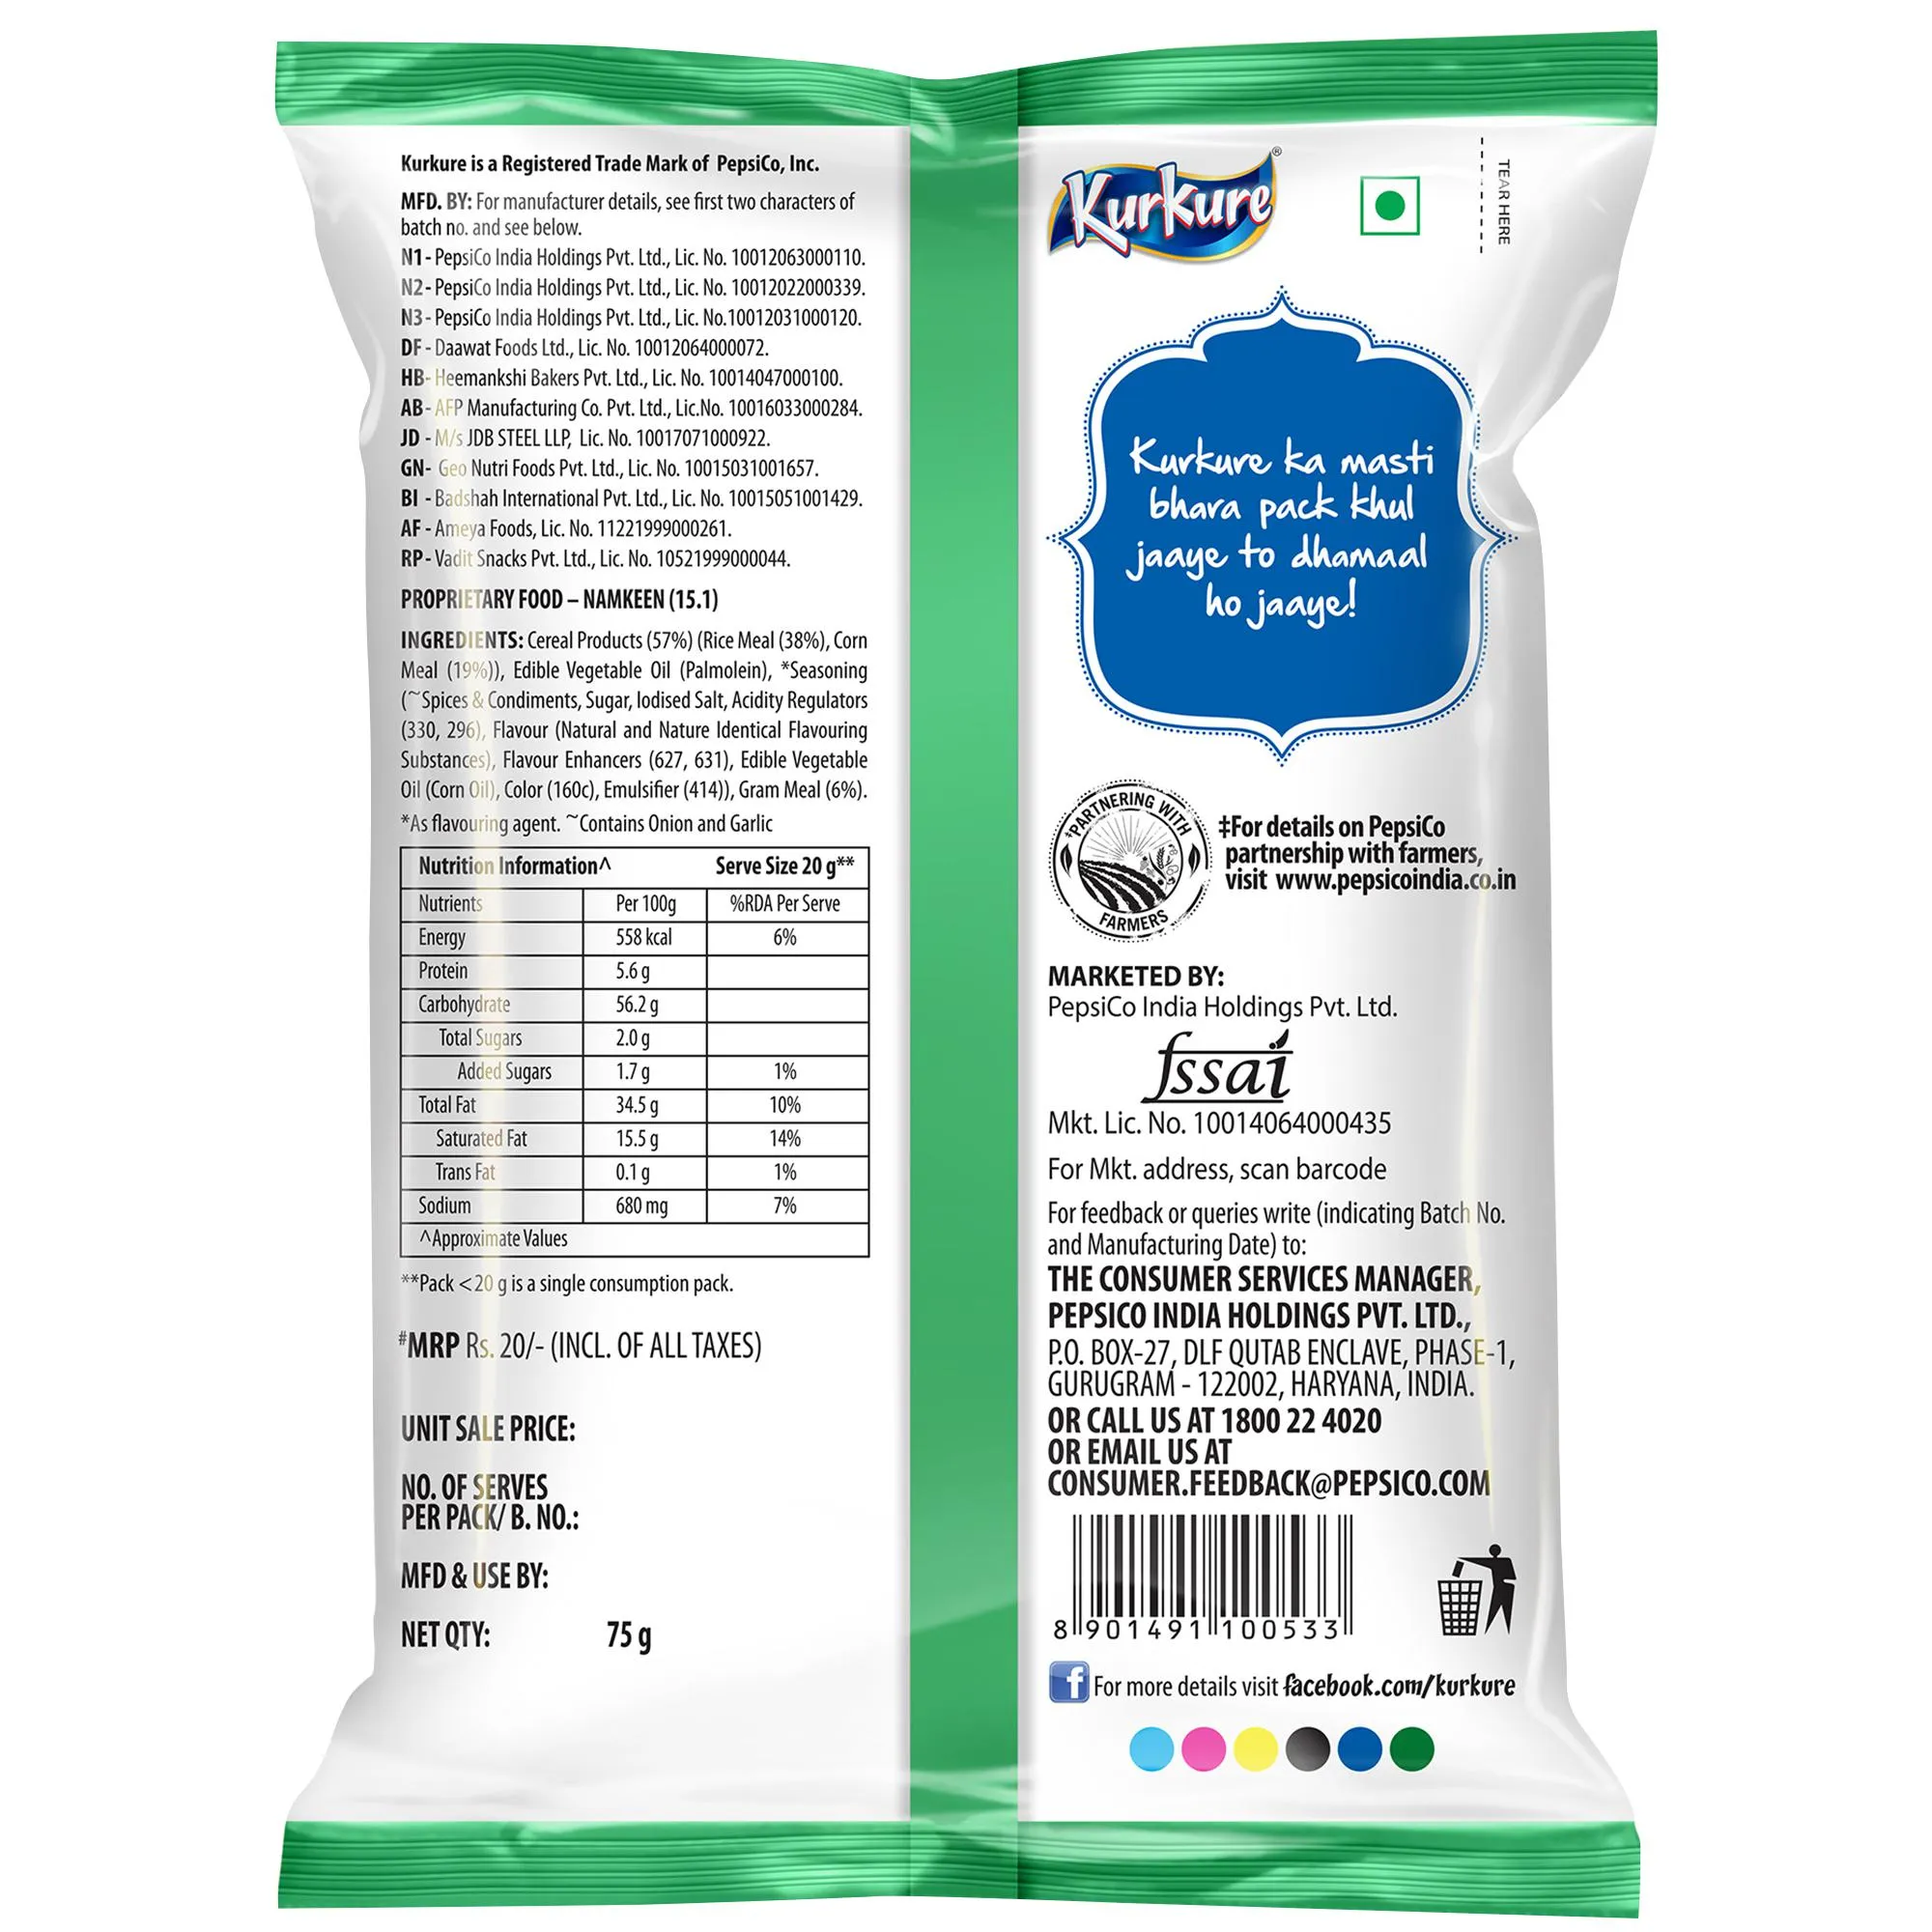 Kurkure is a Registered Trade Mark of PepsiCo, Inc.
MFD. BY: For manufacturer details, see first two characters of
batch no. and see below.
N1 - PepsiCo India Holdings Pvt. Ltd., Lic. No. 10012063000110.
N2 - PepsiCo India Holdings Pvt. Ltd., Lic. No. 10012022000339.
N3 - PepsiCo India Holdings Pvt. Ltd., Lic. No.10012031000120.
DF - Daawat Foods Ltd., Lic. No. 10012064000072.
HB- Heemankshi Bakers Pvt. Ltd., Lic. No. 10014047000100.
AB - AFP Manufacturing Co. Pvt. Ltd., Lic.No. 10016033000284.
JD - M/s JDB STEEL LLP, Lic. No. 10017071000922.
GN- Geo Nutri Foods Pvt. Ltd., Lic. No. 10015031001657.
BI - Badshah International Pvt. Ltd., Lic. No. 10015051001429.
AF - Ameya Foods, Lic. No. 11221999000261.
RP - Vadit Snacks Pvt. Ltd., Lic. No. 10521999000044.
PROPRIETARY FOOD – NAMKEEN (15.1)
INGREDIENTS: Cereal Products (57%) (Rice Meal (38%), Corn
Meal (19%)), Edible Vegetable Oil (Palmolein), *Seasoning
(~Spices & Condiments, Sugar, Iodised Salt, Acidity Regulators
(330, 296), Flavour (Natural and Nature Identical Flavouring
Substances), Flavour Enhancers (627, 631), Edible Vegetable
Oil (Corn Oil), Color (160c), Emulsifier (414)), Gram Meal (6%).
*As flavouring agent. ~Contains Onion and Garlic
Nutrition Information^ Serve Size 20 g**
Nutrients Per 100g %RDA Per Serve
Energy 558 kcal 6%
Protein 5.6 g
Carbohydrate 56.2 g
Total Sugars 2.0 g
Added Sugars 1.7 g 1%
Total Fat 34.5 g 10%
Saturated Fat 15.5 g 14%
Trans Fat 0.1 g 1%
Sodium 680 mg 7%
^Approximate Values
**Pack <20 g is a single consumption pack.
#MRP Rs. 20/- (INCL. OF ALL TAXES)
UNIT SALE PRICE:
NO. OF SERVES
PER PACK/ B. NO.:
MFD & USE BY:
NET QTY: 75 g
Kurkure®
TEAR HERE
Kurkure ka masti
bhara pack khul
jaaye to dhamaal
ho jaaye!
‡PARTNERING WITH
FARMERS
‡For details on PepsiCo
partnership with farmers,
visit www.pepsicoindia.co.in
MARKETED BY:
PepsiCo India Holdings Pvt. Ltd.
fssai
Mkt. Lic. No. 10014064000435
For Mkt. address, scan barcode
For feedback or queries write (indicating Batch No.
and Manufacturing Date) to:
THE CONSUMER SERVICES MANAGER,
PEPSICO INDIA HOLDINGS PVT. LTD.,
P.O. BOX-27, DLF QUTAB ENCLAVE, PHASE-1,
GURUGRAM - 122002, HARYANA, INDIA.
OR CALL US AT 1800 22 4020
OR EMAIL US AT
CONSUMER.FEEDBACK@PEPSICO.COM
8 901491 100533
f For more details visit facebook.com/kurkure